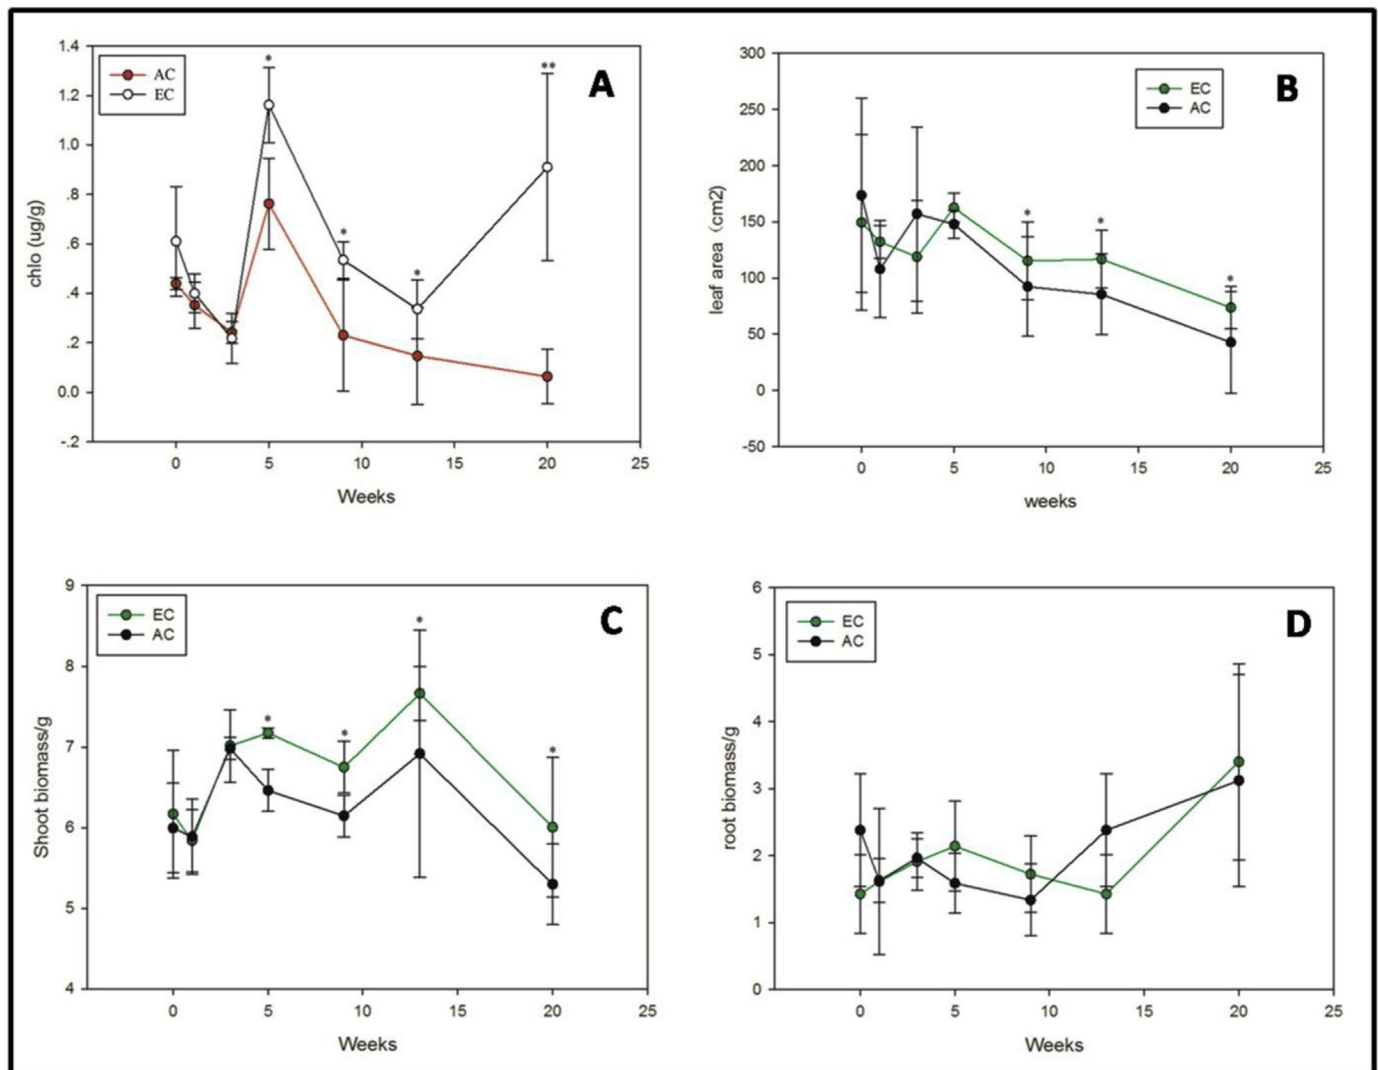 A
AC
EC
1.4
1.2
1.0
.8
.6
.4
.2
0.0
-.2
chlo (ug/g)
* * * **
0 5 10 15 20 25
Weeks
B
EC
AC
300
250
200
150
100
50
0
-50
leaf area (cm2)
* * *
0 5 10 15 20 25
weeks
C
EC
AC
9
8
7
6
5
4
Shoot biomass/g
* * * *
0 5 10 15 20 25
Weeks
D
EC
AC
6
5
4
3
2
1
0
root biomass/g
0 5 10 15 20 25
Weeks